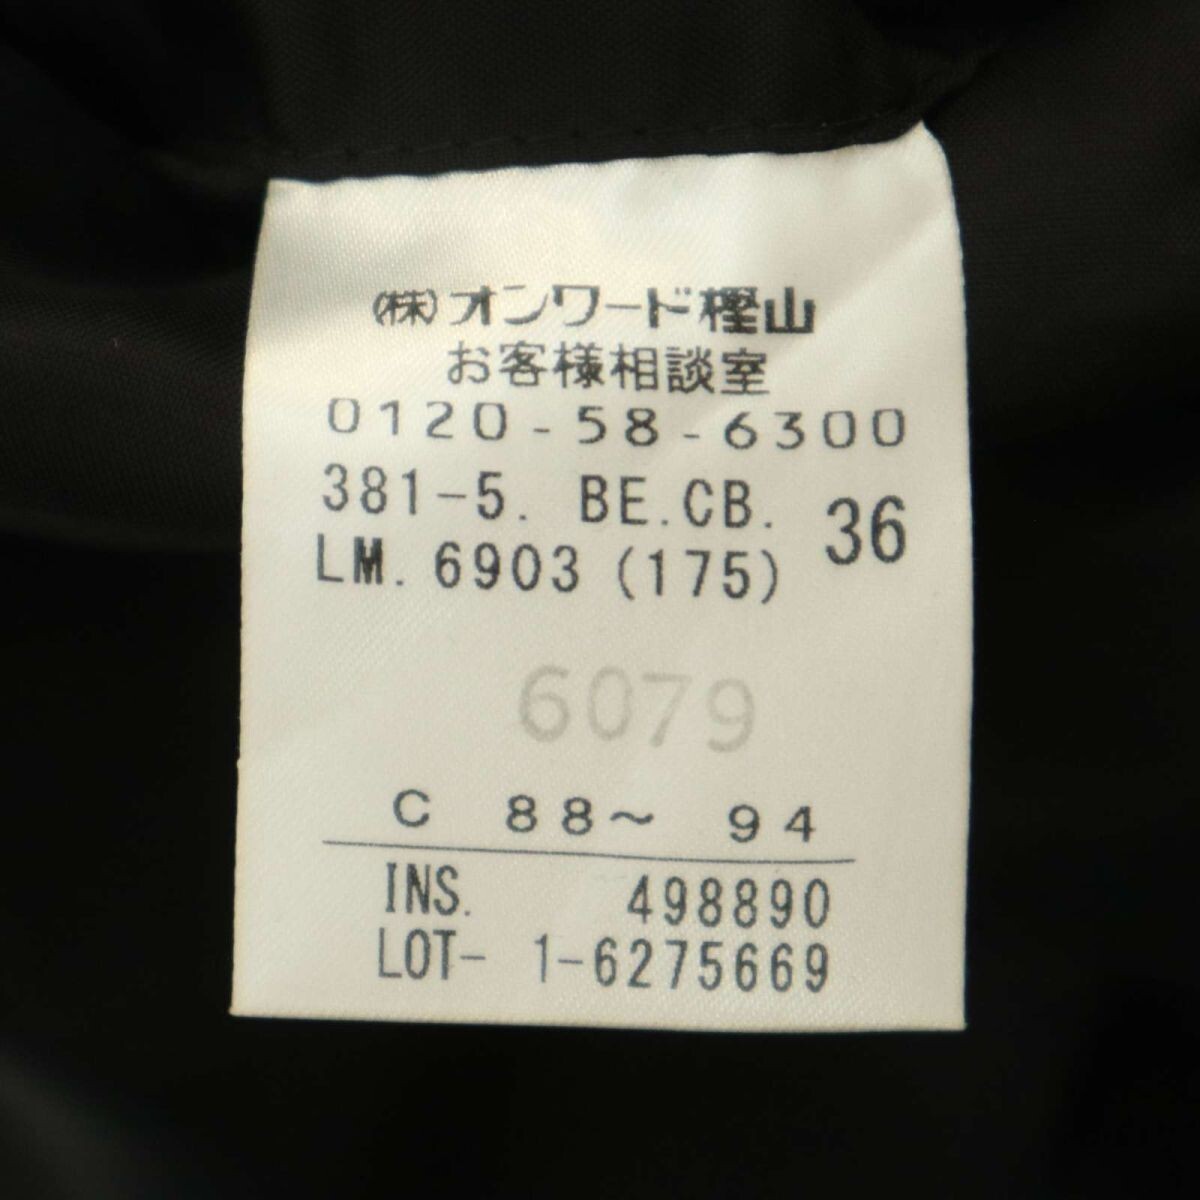 (株)オンワード樫山
お客様相談室
0120-58-6300
381-5. BE.CB. 36
LM. 6903 (175)
6079
C 88～ 94
INS. 498890
LOT- 1-6275669